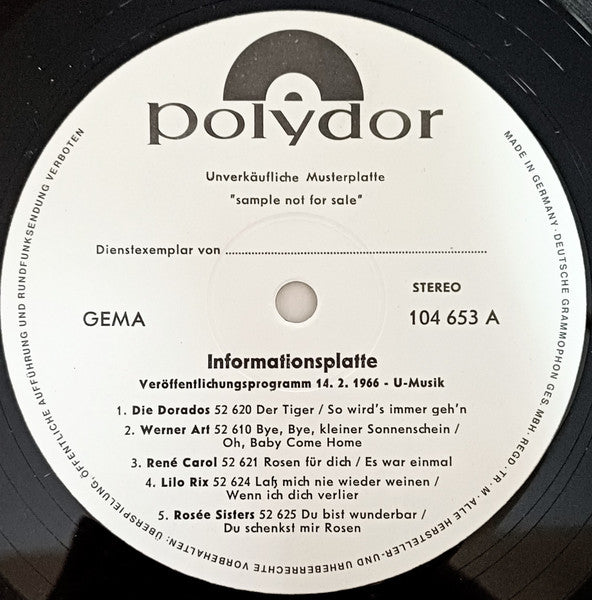 polydor
Unverkäufliche Musterplatte
"sample not for sale"
Dienstexemplar von
STEREO
GEMA
104 653 A
Informationsplatte
Veröffentlichungsprogramm 14. 2. 1966 - U-Musik
1. Die Dorados 52 620 Der Tiger / So wird's immer geh'n
2. Werner Art 52 610 Bye, Bye, kleiner Sonnenschein /
Oh, Baby Come Home
3. René Carol 52 621 Rosen für dich / Es war einmal
4. Lilo Rix 52 624 Laß mich nie wieder weinen /
Wenn ich dich verlier
5. Rosée Sisters 52 625 Du bist wunderbar /
Du schenkst mir Rosen
MADE IN GERMANY · DEUTSCHE GRAMMOPHON GES MBH · REGD. TR. M · ALLE HERSTELLER- UND URHEBERRECHTE VORBEHALTEN; ÜBERSPIELUNG, ÖFFENTLICHE AUFFÜHRUNG UND RUNDFUNKSENDUNG VERBOTEN